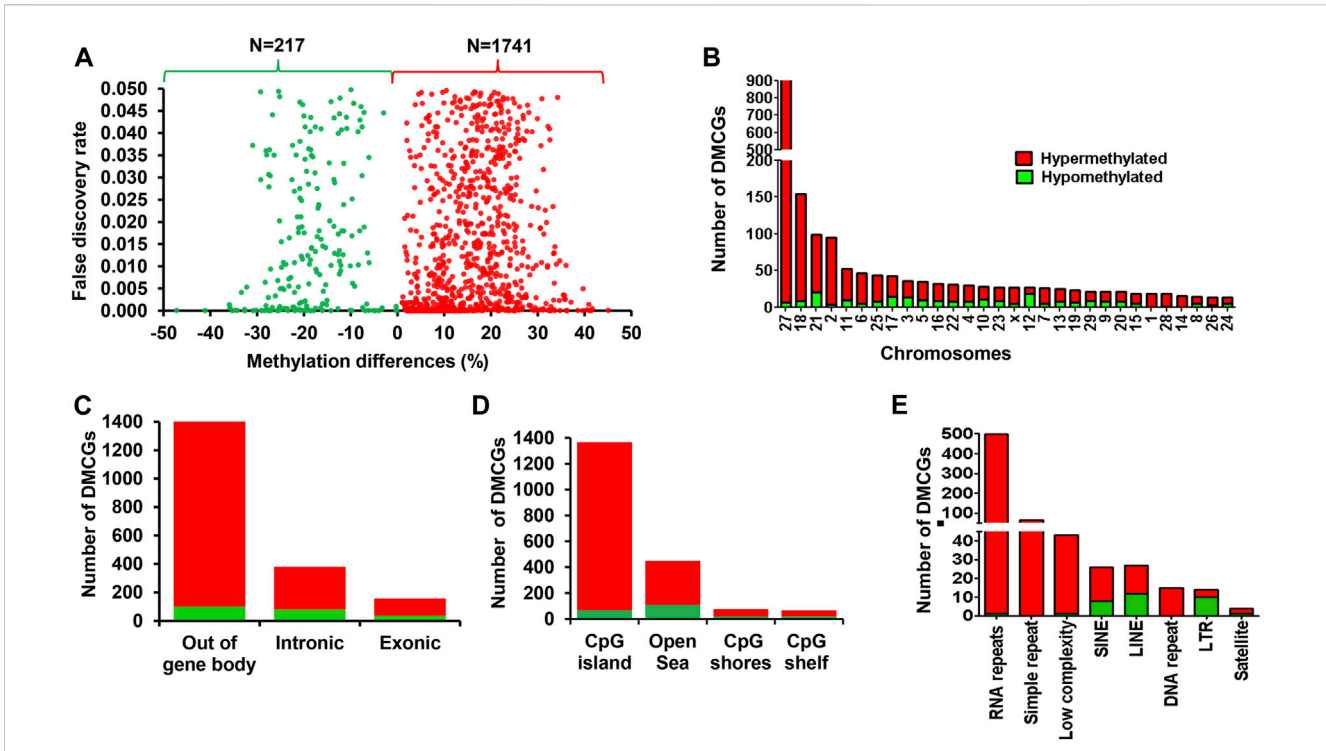 A
N=217
N=1741
False discovery rate
0.050
0.045
0.040
0.035
0.030
0.025
0.020
0.015
0.010
0.005
0.000
-50 -40 -30 -20 -10 0 10 20 30 40 50
Methylation differences (%)
B
Number of DMCGs
900
800
700
600
500
200
150
100
50
0
Hypermethylated
Hypomethylated
27 18 21 2 11 6 25 17 3 5 16 22 4 10 23 x 12 7 13 19 29 9 20 15 1 28 14 8 26 24
Chromosomes
C
Number of DMCGs
1400
1200
1000
800
600
400
200
0
Out of Intronic Exonic
gene body
D
Number of DMCGs
1400
1200
1000
800
600
400
200
0
CpG Open CpG CpG
island Sea shores shelf
E
Number of DMCGs
500
400
300
200
100
40
30
20
10
0
RNA repeats
Simple repeat
Low complexity
SINE
LINE
DNA repeat
LTR
Satellite